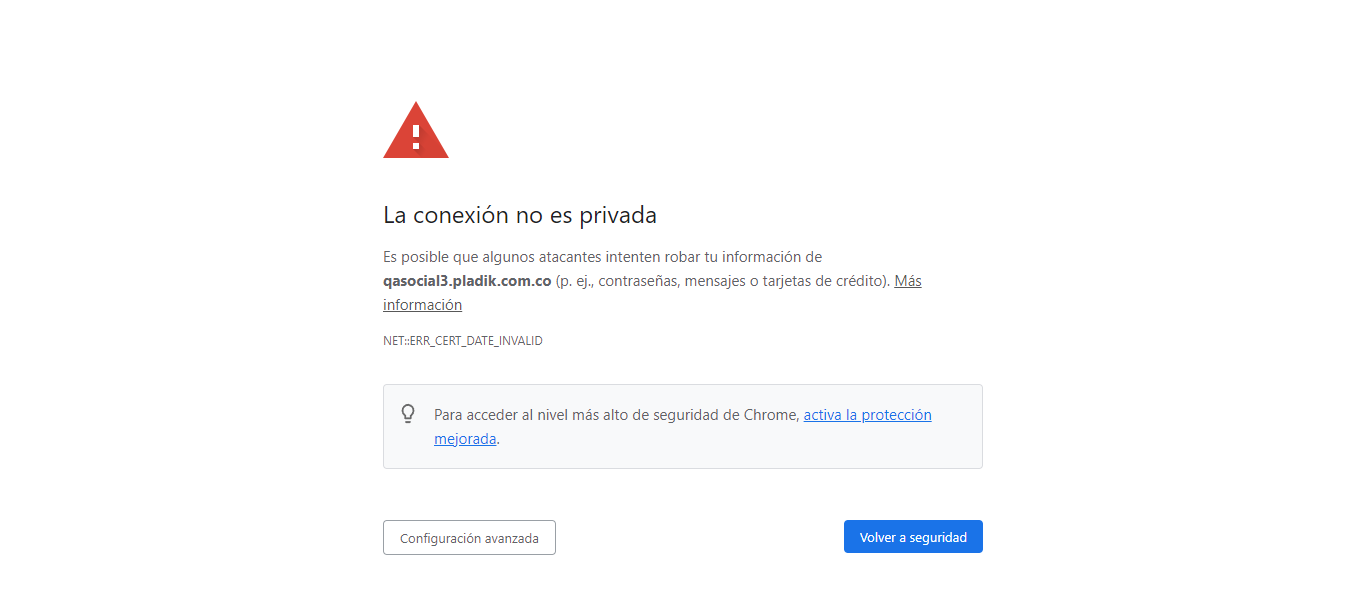 La conexión no es privada
Es posible que algunos atacantes intenten robar tu información de
qasocial3.pladik.com.co (p. ej., contraseñas, mensajes o tarjetas de crédito). Más
información
NET::ERR_CERT_DATE_INVALID
Para acceder al nivel más alto de seguridad de Chrome, activa la protección
mejorada.
Configuración avanzada
Volver a seguridad